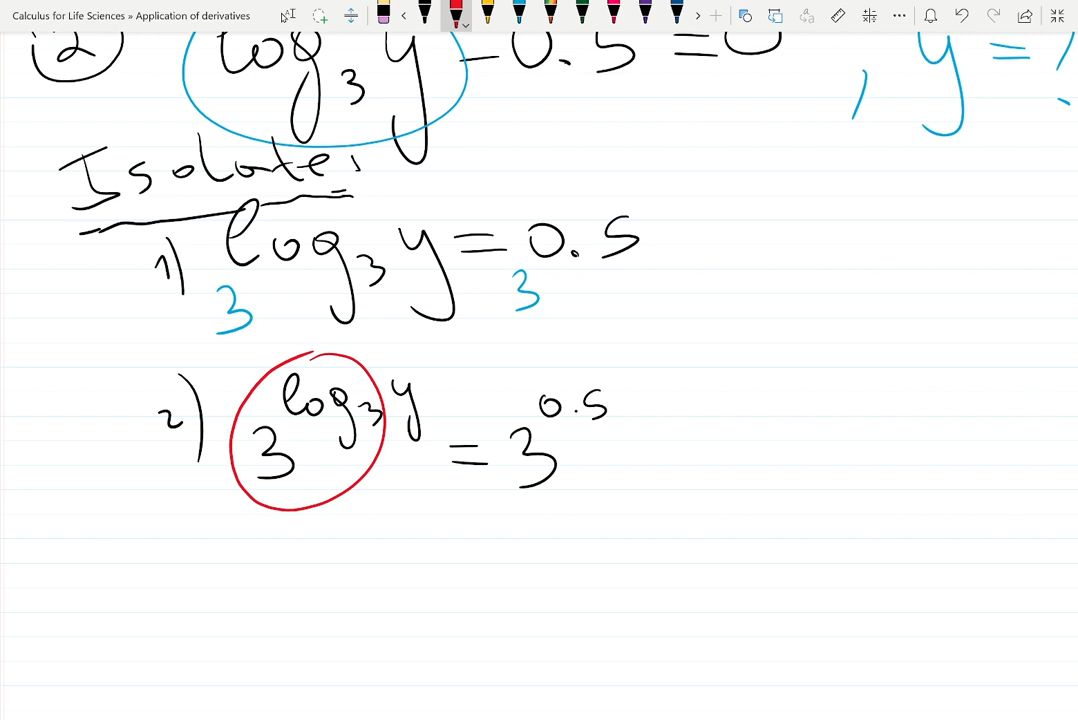 Calculus for Life Sciences » Application of derivatives
2 log₃ y - 0.5 = 0 , y = ?
Isolate:
1) log₃ y = 0.5
3 3
2) 3^(log₃ y) = 3^0.5